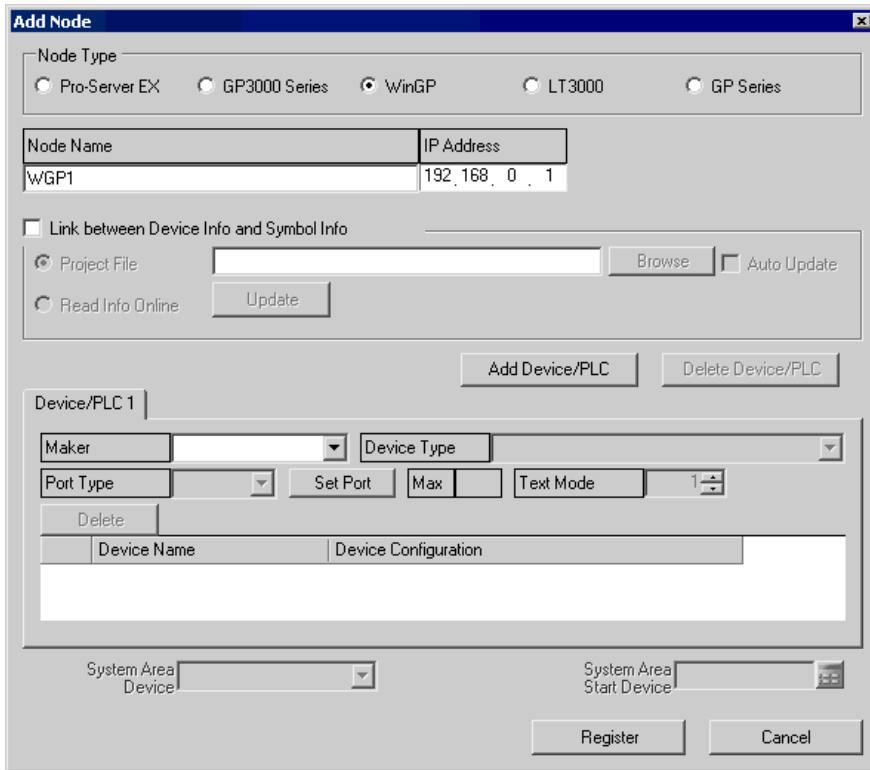 Add Node
Node Type
Pro-Server EX GP3000 Series WinGP LT3000 GP Series
Node Name IP Address
WGP1 192.168. 0 . 1
Link between Device Info and Symbol Info
Project File Browse Auto Update
Read Info Online Update
Add Device/PLC Delete Device/PLC
Device/PLC 1
Maker Device Type
Port Type Set Port Max Text Mode 1
Delete
Device Name Device Configuration
System Area Device System Area Start Device
Register Cancel